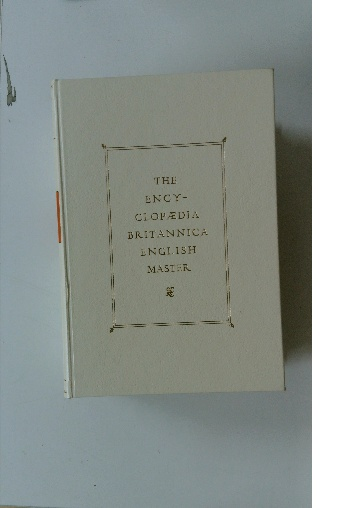 THE
ENCY-
CLOPÆDIA
BRITANNICA
ENGLISH
MASTER